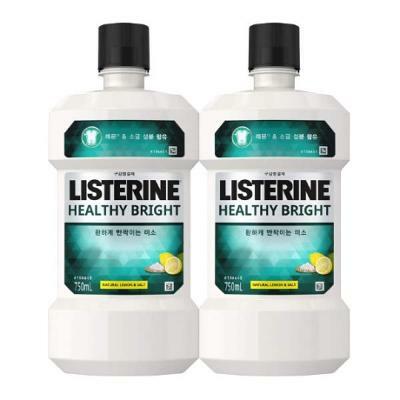 레몬 & 소금 성분 함유
구강청결제
LISTERINE
HEALTHY BRIGHT
환하게 반짝이는 미소
NATURAL LEMON & SALT
750mL
레몬 & 소금 성분 함유
구강청결제
LISTERINE
HEALTHY BRIGHT
환하게 반짝이는 미소
NATURAL LEMON & SALT
750mL